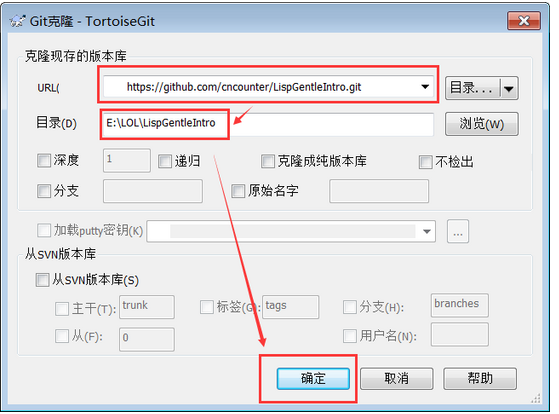 Git克隆 - TortoiseGit
克隆现存的版本库
URL( https://github.com/cncounter/LispGentleIntro.git 目录...
目录(D) E:\LOL\LispGentleIntro 浏览(W)
深度 1 递归 克隆成纯版本库 不检出
分支 原始名字
加载putty密钥(K) ...
从SVN版本库
从SVN版本库(S)
主干(T): trunk 标签(G): tags 分支(H): branches
从(F): 0 用户名(N):
确定 取消 帮助